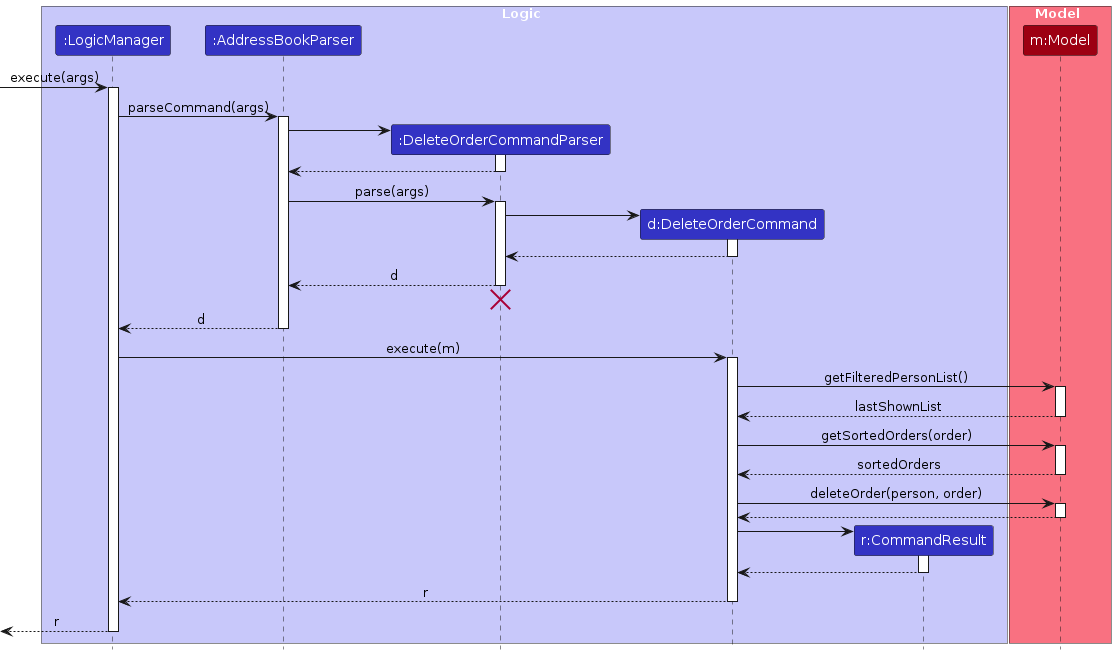 Logic
Model
:LogicManager
:AddressBookParser
m:Model
execute(args)
parseCommand(args)
:DeleteOrderCommandParser
parse(args)
d:DeleteOrderCommand
d
d
execute(m)
getFilteredPersonList()
lastShownList
getSortedOrders(order)
sortedOrders
deleteOrder(person, order)
r:CommandResult
r
r